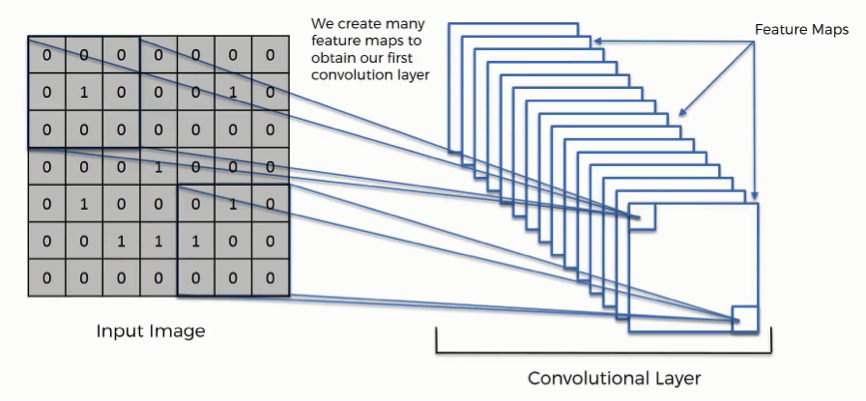 We create many
feature maps to
obtain our first
convolution layer
Feature Maps
0 0 0 0 0 0 0
0 1 0 0 0 1 0
0 0 0 0 0 0 0
0 0 0 1 0 0 0
0 1 0 0 0 1 0
0 0 1 1 1 0 0
0 0 0 0 0 0 0
Input Image
Convolutional Layer